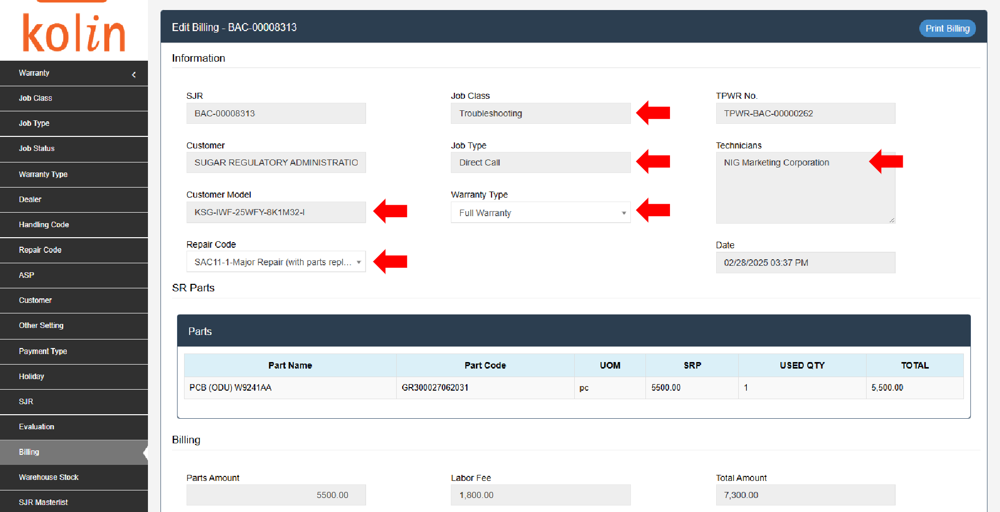 kolin
Warranty
Job Class
Job Type
Job Status
Warranty Type
Dealer
Handling Code
Repair Code
ASP
Customer
Other Setting
Payment Type
Holiday
SJR
Evaluation
Billing
Warehouse Stock
SJR Masterlist
Edit Billing - BAC-00008313
Print Billing
Information
SJR
BAC-00008313
Job Class
Troubleshooting
TPWR No.
TPWR-BAC-00000262
Customer
SUGAR REGULATORY ADMINISTRATIO
Job Type
Direct Call
Technicians
NIG Marketing Corporation
Customer Model
KSG-IWF-25WFY-8K1M32-I
Warranty Type
Full Warranty
Repair Code
SAC11-1-Major Repair (with parts repl...
Date
02/28/2025 03:37 PM
SR Parts
Parts
Part Name Part Code UOM SRP USED QTY TOTAL
PCB (ODU) W9241AA GR300027062031 pc 5500.00 1 5,500.00
Billing
Parts Amount
5500.00
Labor Fee
1,800.00
Total Amount
7,300.00